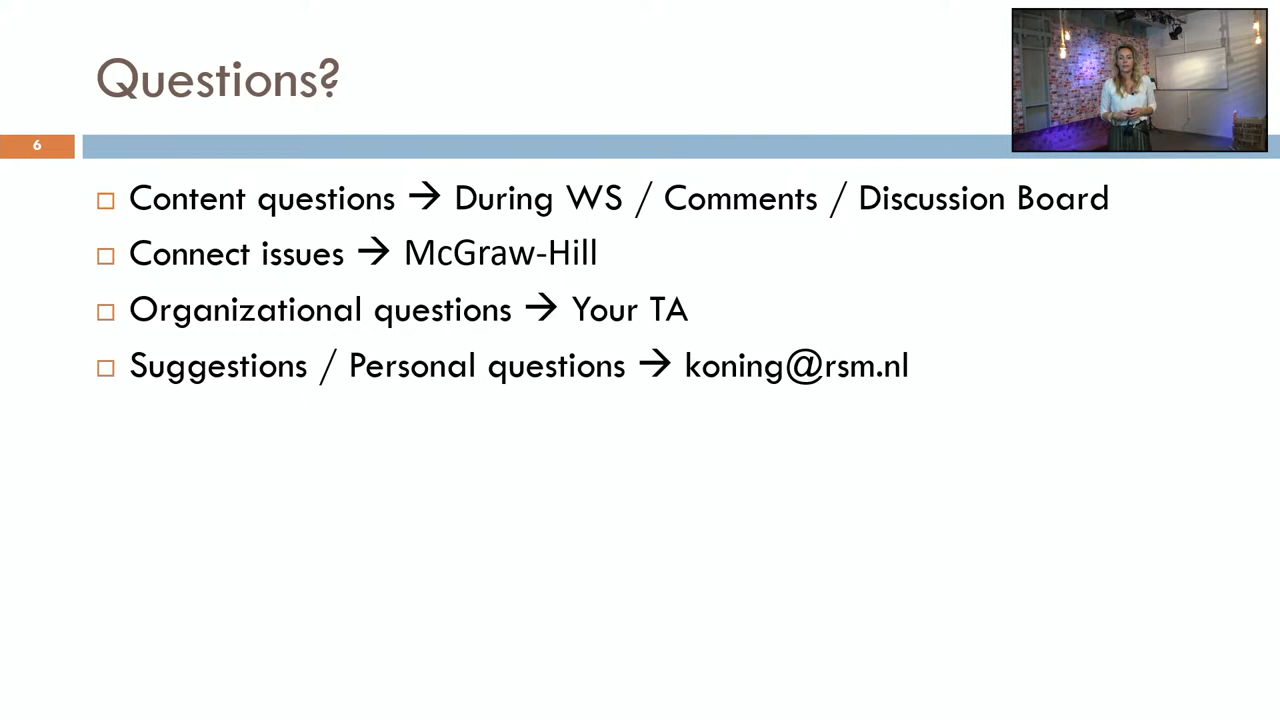 Questions?
6
Content questions → During WS / Comments / Discussion Board
Connect issues → McGraw-Hill
Organizational questions → Your TA
Suggestions / Personal questions → koning@rsm.nl